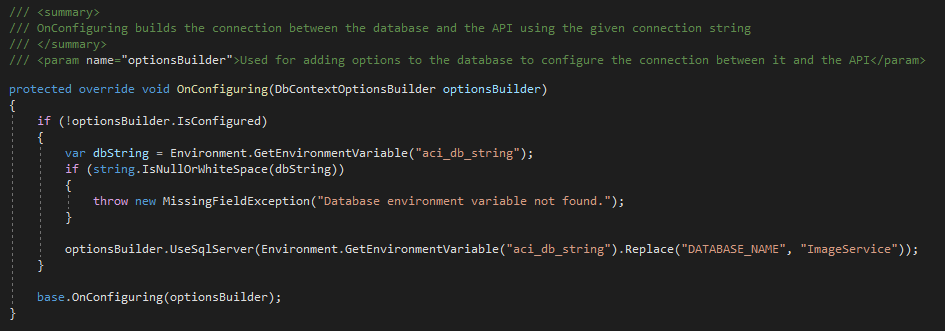 /// <summary>
/// OnConfiguring builds the connection between the database and the API using the given connection string
/// </summary>
/// <param name="optionsBuilder">Used for adding options to the database to configure the connection between it and the API</param>
protected override void OnConfiguring(DbContextOptionsBuilder optionsBuilder)
{
    if (!optionsBuilder.IsConfigured)
    {
        var dbString = Environment.GetEnvironmentVariable("aci_db_string");
        if (string.IsNullOrWhiteSpace(dbString))
        {
            throw new MissingFieldException("Database environment variable not found.");
        }
        optionsBuilder.UseSqlServer(Environment.GetEnvironmentVariable("aci_db_string").Replace("DATABASE_NAME", "ImageService"));
    }
    base.OnConfiguring(optionsBuilder);
}